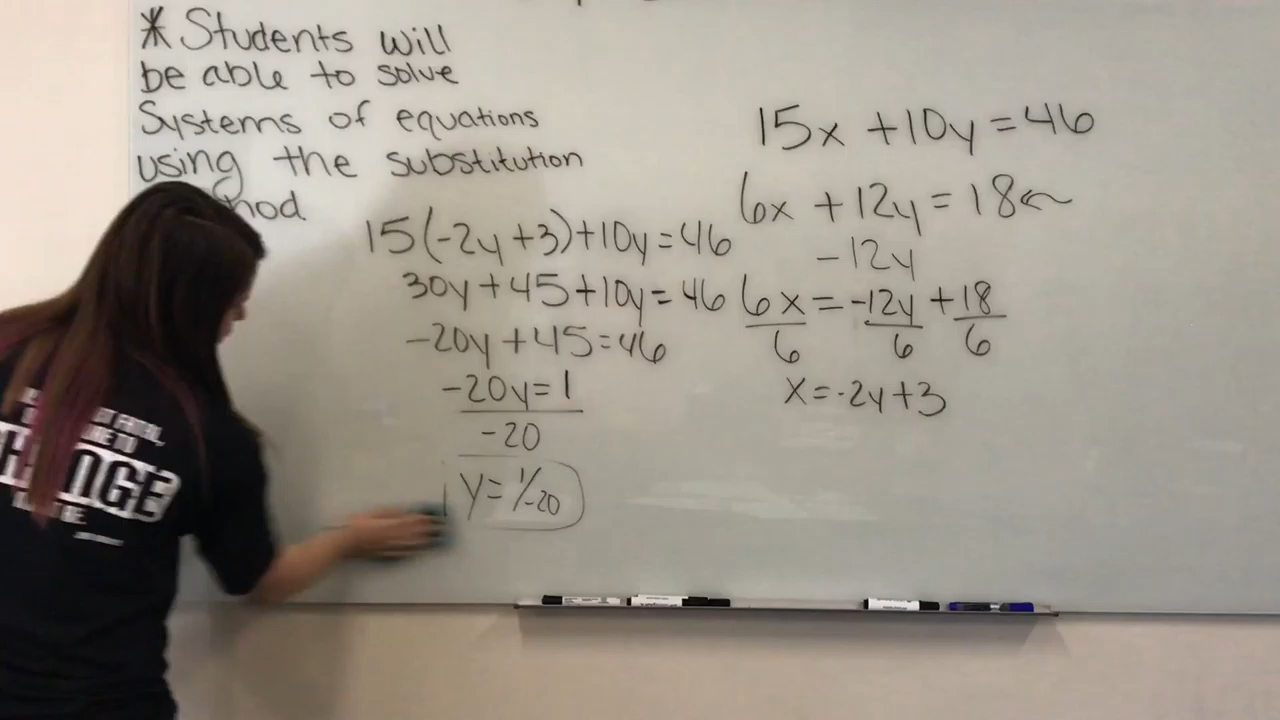 * Students will
be able to solve
Systems of equations
using the substitution
hod
15(-2y+3)+10y=46
30y+45+10y=46
-20y+45=46
-20y=1
-20
y=1/-20
15x+10y=46
6x+12y=18
-12y
6x=-12y+18
6 6 6
x=-2y+3